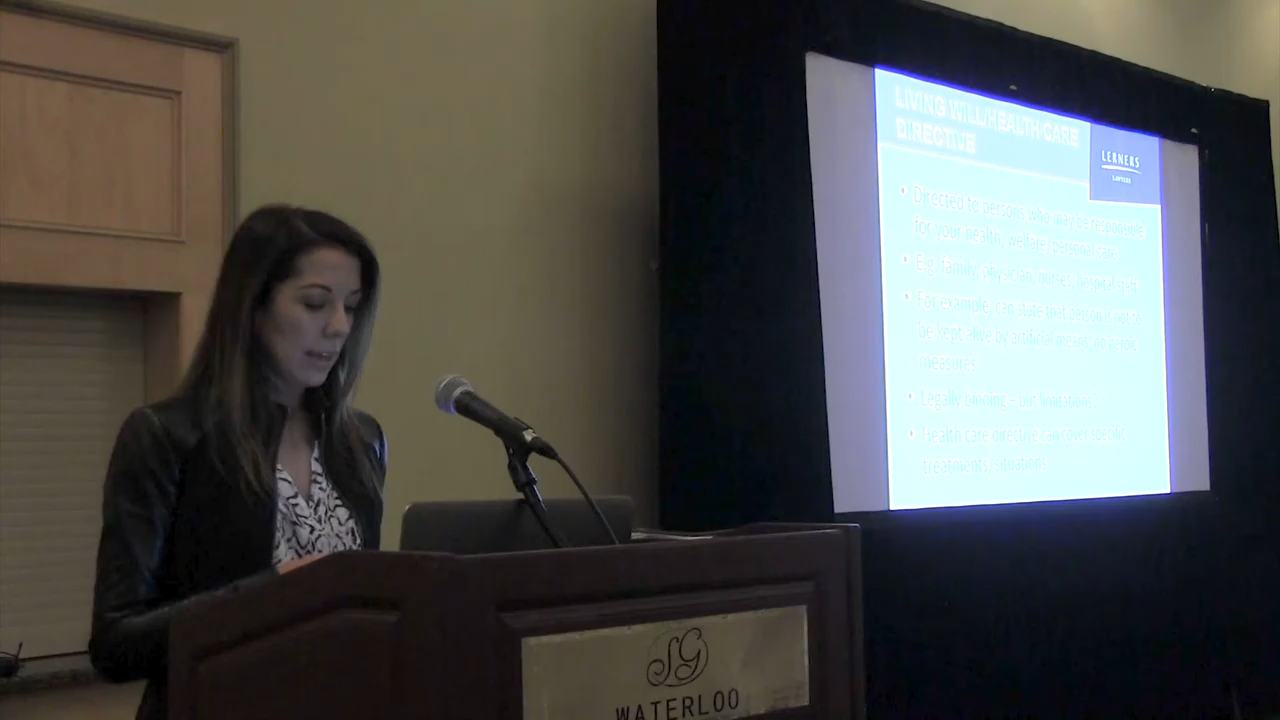 LIVING WILL/HEALTH CARE
DIRECTIVE
LERNERS
LAWYERS
• Directed to persons who may be responsible
for your health, welfare, personal care
• E.g. family, physician, nurses, hospital staff
• For example, can state that person is not to
be kept alive by artificial means, no heroic
measures
• Legally binding – but limitations?
• Health care directive can cover specific
treatments, situations
SG
WATERLOO